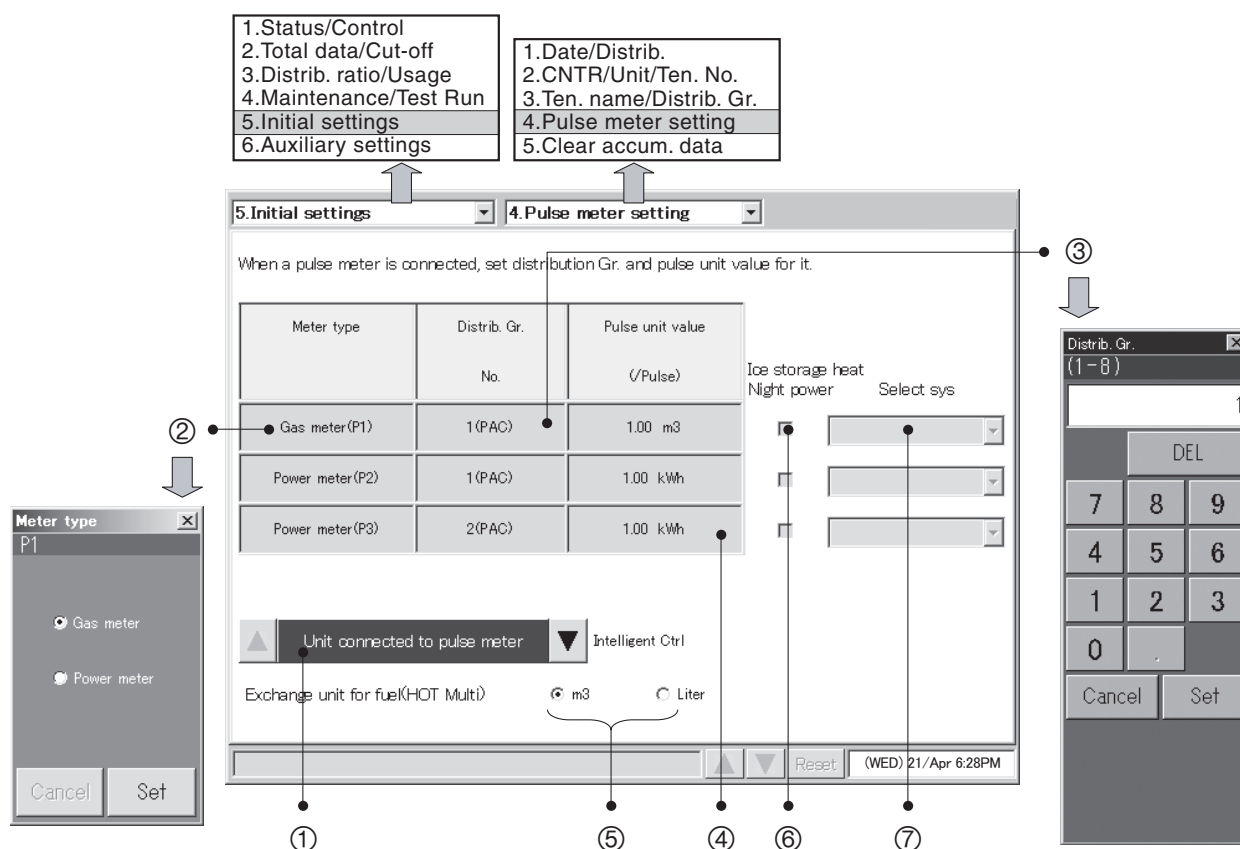 1.Status/Control
2.Total data/Cut-off
3.Distrib. ratio/Usage
4.Maintenance/Test Run
5.Initial settings
6.Auxiliary settings
1.Date/Distrib.
2.CNTR/Unit/Ten. No.
3.Ten. name/Distrib. Gr.
4.Pulse meter setting
5.Clear accum. data
5.Initial settings 4.Pulse meter setting
When a pulse meter is connected, set distribution Gr. and pulse unit value for it.
③
Meter type Distrib. Gr. Pulse unit value
No. (/Pulse)
Ice storage heat
Night power Select sys
② Gas meter(P1) 1(PAC) 1.00 m3
Power meter(P2) 1(PAC) 1.00 kWh
Power meter(P3) 2(PAC) 1.00 kWh
Unit connected to pulse meter Intelligent Ctrl
Exchange unit for fuel(HOT Multi) m3 Liter
Reset (WED) 21/Apr 6:28PM
① ⑤ ④ ⑥ ⑦
Meter type
P1
Gas meter
Power meter
Cancel Set
Distrib. Gr.
(1-8)
1
DEL
7 8 9
4 5 6
1 2 3
0 .
Cancel Set